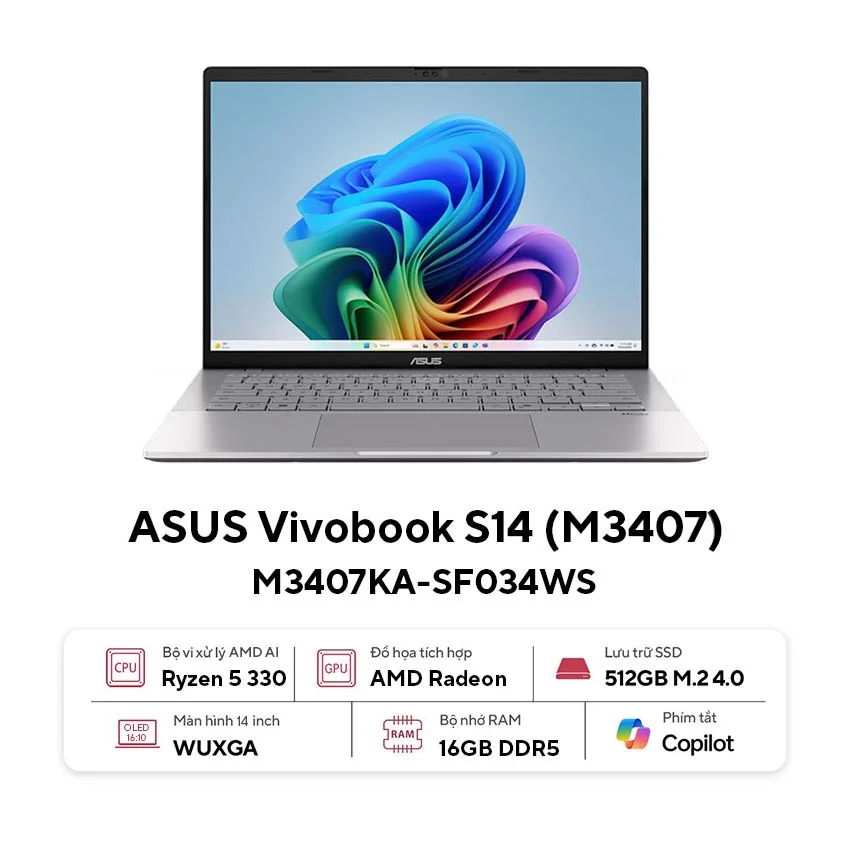 ASUS
ASUS Vivobook S14 (M3407)
M3407KA-SF034WS
CPU
Bộ vi xử lý AMD AI
Ryzen 5 330
GPU
Đồ họa tích hợp
AMD Radeon
Lưu trữ SSD
512GB M.2 4.0
OLED
16:10
Màn hình 14 inch
WUXGA
RAM
Bộ nhớ RAM
16GB DDR5
Phím tắt
Copilot